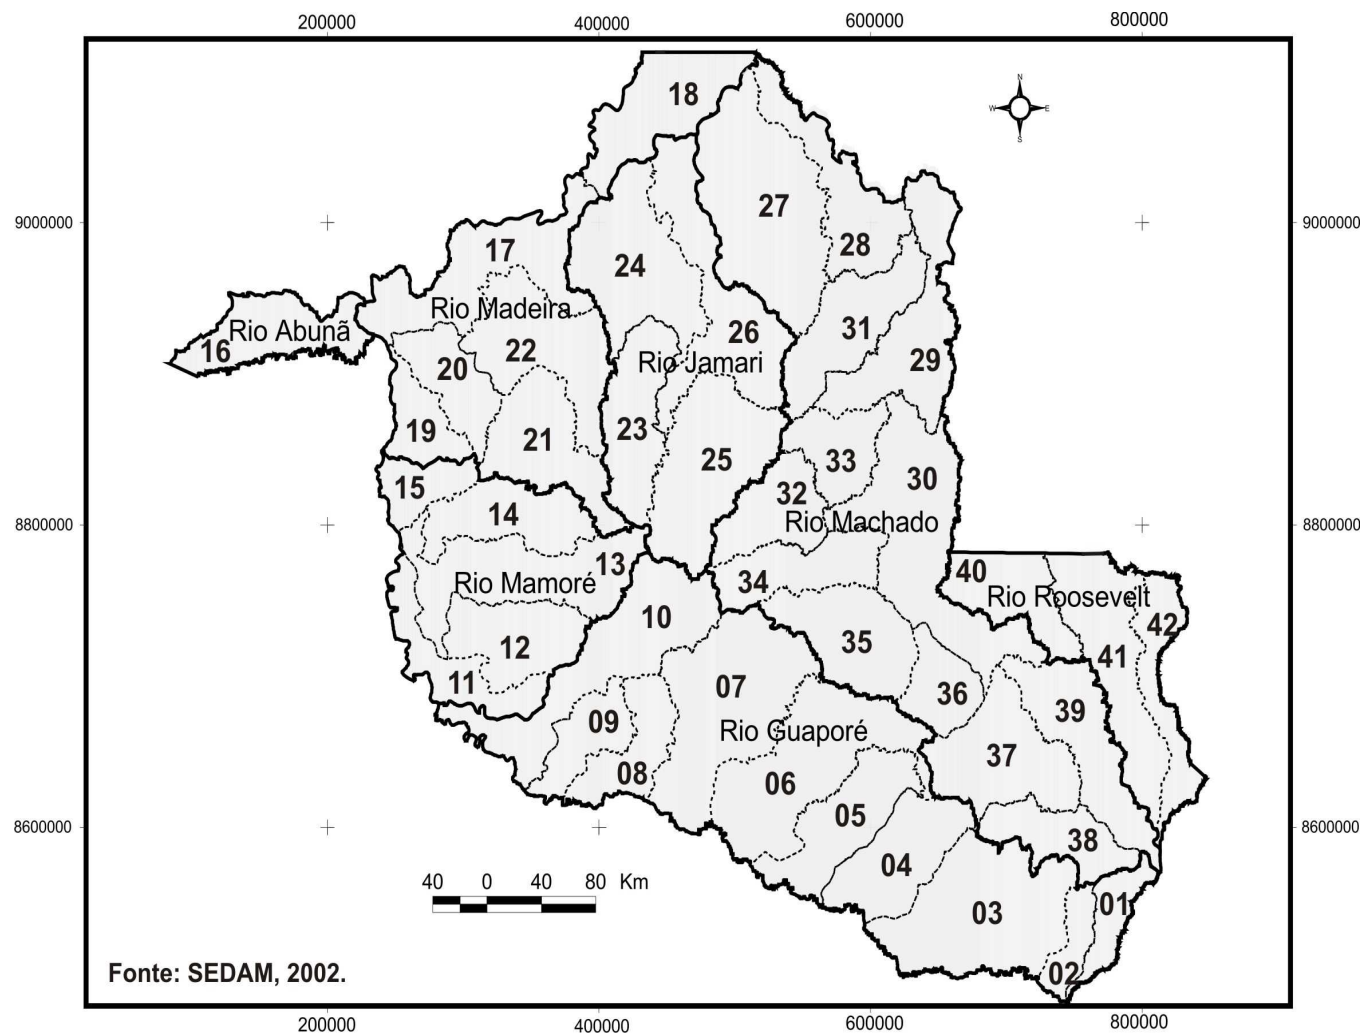 200000 400000 600000 800000
18
N
W E
S
27
9000000 9000000
17 28
24
Rio Madeira 26
Rio Abunã 31
16 22 Rio Jamari 29
20
19 23
21 25 33 30
15 32
14 Rio Machado
8800000 8800000
13 40
Rio Mamoré 34 Rio Roosevelt
10 42
12 35
41
11 07 36
09 39
Rio Guaporé
37
08 06
05
8600000 8600000
38
04
40 0 40 80 Km
03 01
Fonte: SEDAM, 2002. 02
200000 400000 600000 800000